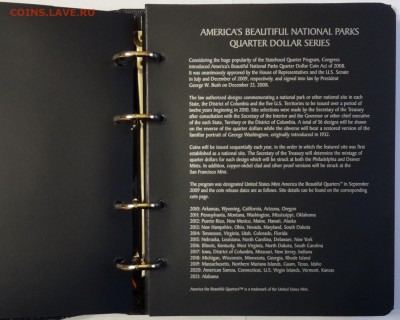 COINS.LAVE.RU
AMERICA'S BEAUTIFUL NATIONAL PARKS
QUARTER DOLLAR SERIES
Considering the huge popularity of the Statehood Quarter Program, Congress
introduced America's Beautiful National Parks Quarter Dollar Coin Act of 2008.
It was unanimously approved by the House of Representatives and the U.S. Senate
in July and December of 2009, respectively, and signed into law by President
George W. Bush on December 23, 2008.
The law authorized designs commemorating a national park or other national site in each
State, the District of Columbia and the five U.S. Territories to be issued over a period of
twelve years beginning in 2010. Site selections were made by the Secretary of the Treasury
after consultation with the Secretary of the Interior and the Governor or other chief executive
of each State, Territory or the District of Columbia. A total of 56 designs will be shown
on the reverse of the quarter dollars while the obverse will bear a restored version of the
familiar portrait of George Washington, originally introduced in 1932.
Coins will be issued sequentially each year, in the order in which the featured site was first
established as a national site. The Secretary of the Treasury will determine the mintage of
quarter dollars for each design which will be struck at both the Philadelphia and Denver
Mints. In addition, copper-nickel clad and silver proof versions will be struck at the
San Francisco Mint.
The program was designated United States Mint America the Beautiful Quarters™ in September
2009 and the coin release dates are as follows. Site details can be found on the corresponding
coin page.
2010: Arkansas, Wyoming, California, Arizona, Oregon
2011: Pennsylvania, Montana, Washington, Mississippi, Oklahoma
2012: Puerto Rico, New Mexico, Maine, Hawaii, Alaska
2013: New Hampshire, Ohio, Nevada, Maryland, South Dakota
2014: Tennessee, Virginia, Utah, Colorado, Florida
2015: Nebraska, Louisiana, North Carolina, Delaware, New York
2016: Illinois, Kentucky, West Virginia, North Dakota, South Carolina
2017: Iowa, District of Columbia, Missouri, New Jersey, Indiana
2018: Michigan, Wisconsin, Minnesota, Georgia, Rhode Island
2019: Massachusetts, Northern Mariana Islands, Guam, Texas, Idaho
2020: American Samoa, Connecticut, U.S. Virgin Islands, Vermont, Kansas
2021: Alabama
America the Beautiful Quarters™ is a trademark of the United States Mint.